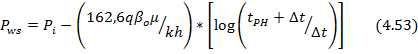 P_ws = P_i − (162,6qβ_oμ/kh) * [log(t_PH + Δt/Δt)] (4.53)